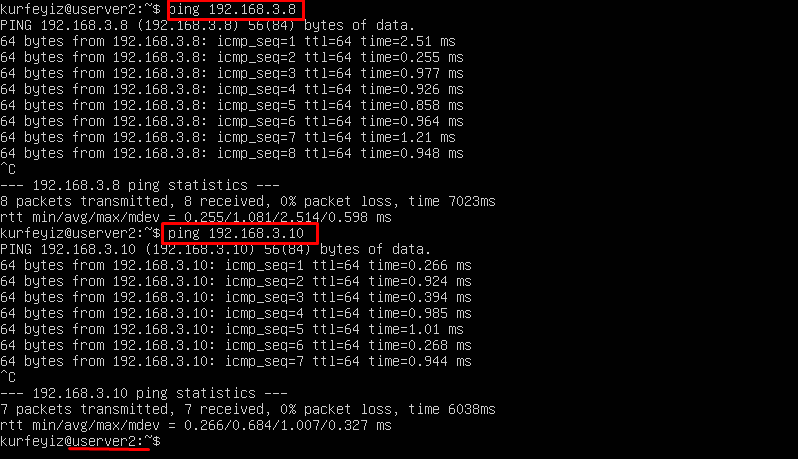 kurfeyiz@userver2:~$ ping 192.168.3.8
PING 192.168.3.8 (192.168.3.8) 56(84) bytes of data.
64 bytes from 192.168.3.8: icmp_seq=1 ttl=64 time=2.51 ms
64 bytes from 192.168.3.8: icmp_seq=2 ttl=64 time=0.255 ms
64 bytes from 192.168.3.8: icmp_seq=3 ttl=64 time=0.977 ms
64 bytes from 192.168.3.8: icmp_seq=4 ttl=64 time=0.926 ms
64 bytes from 192.168.3.8: icmp_seq=5 ttl=64 time=0.858 ms
64 bytes from 192.168.3.8: icmp_seq=6 ttl=64 time=0.964 ms
64 bytes from 192.168.3.8: icmp_seq=7 ttl=64 time=1.21 ms
64 bytes from 192.168.3.8: icmp_seq=8 ttl=64 time=0.948 ms
^C
--- 192.168.3.8 ping statistics ---
8 packets transmitted, 8 received, 0% packet loss, time 7023ms
rtt min/avg/max/mdev = 0.255/1.081/2.514/0.598 ms
kurfeyiz@userver2:~$ ping 192.168.3.10
PING 192.168.3.10 (192.168.3.10) 56(84) bytes of data.
64 bytes from 192.168.3.10: icmp_seq=1 ttl=64 time=0.266 ms
64 bytes from 192.168.3.10: icmp_seq=2 ttl=64 time=0.924 ms
64 bytes from 192.168.3.10: icmp_seq=3 ttl=64 time=0.394 ms
64 bytes from 192.168.3.10: icmp_seq=4 ttl=64 time=0.985 ms
64 bytes from 192.168.3.10: icmp_seq=5 ttl=64 time=1.01 ms
64 bytes from 192.168.3.10: icmp_seq=6 ttl=64 time=0.268 ms
64 bytes from 192.168.3.10: icmp_seq=7 ttl=64 time=0.944 ms
^C
--- 192.168.3.10 ping statistics ---
7 packets transmitted, 7 received, 0% packet loss, time 6038ms
rtt min/avg/max/mdev = 0.266/0.684/1.007/0.327 ms
kurfeyiz@userver2:~$